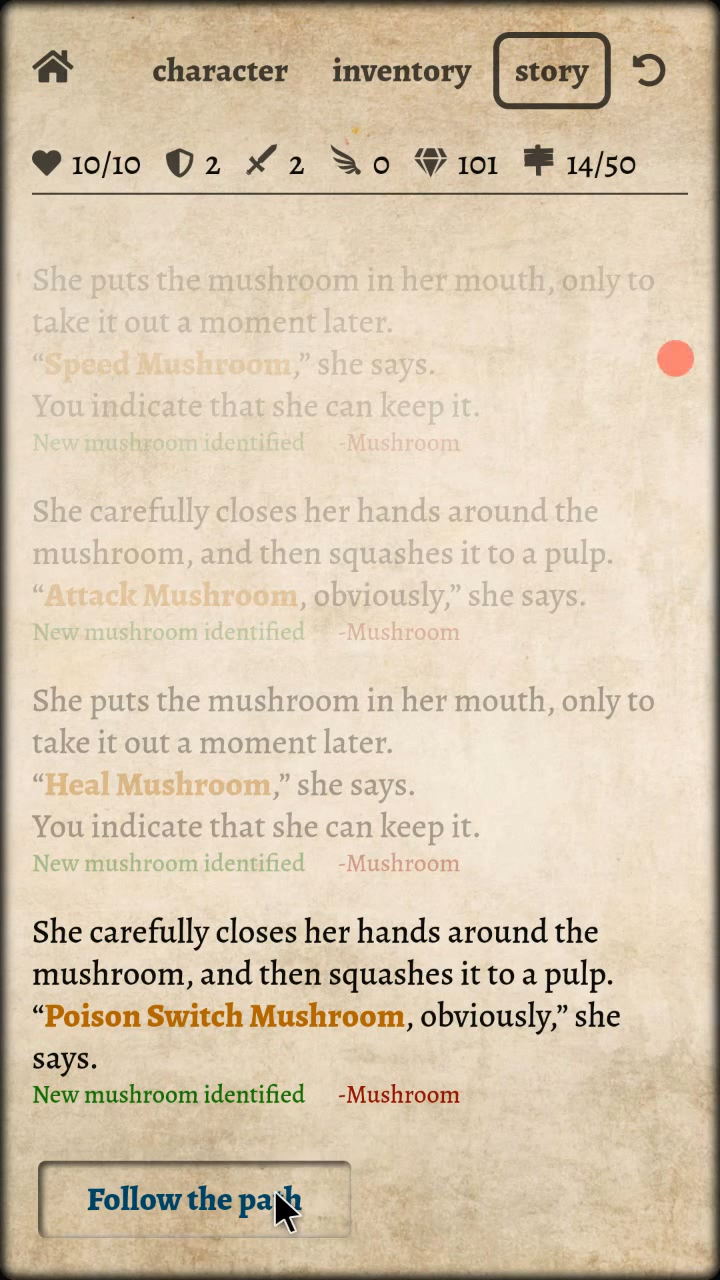 character inventory story
10/10 2 2 0 101 14/50
She puts the mushroom in her mouth, only to
take it out a moment later.
“Speed Mushroom,” she says.
You indicate that she can keep it.
New mushroom identified -Mushroom
She carefully closes her hands around the
mushroom, and then squashes it to a pulp.
“Attack Mushroom, obviously,” she says.
New mushroom identified -Mushroom
She puts the mushroom in her mouth, only to
take it out a moment later.
“Heal Mushroom,” she says.
You indicate that she can keep it.
New mushroom identified -Mushroom
She carefully closes her hands around the
mushroom, and then squashes it to a pulp.
“Poison Switch Mushroom, obviously,” she
says.
New mushroom identified -Mushroom
Follow the path